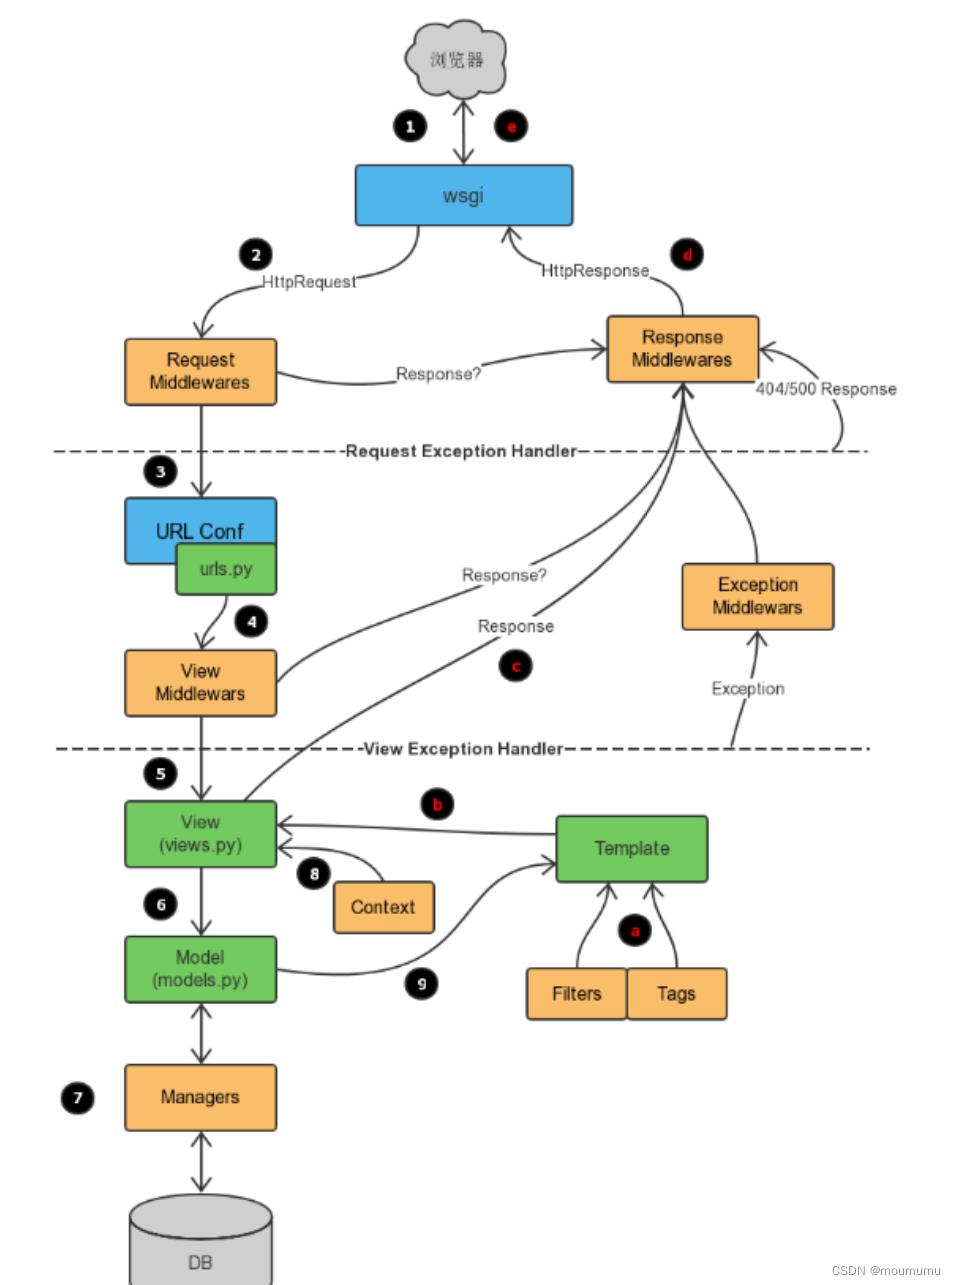 浏览器
1
e
wsgi
2
HttpRequest
HttpResponse
d
Request
Middlewares
Response?
Response
Middlewares
404/500 Response
Request Exception Handler
3
URL Conf
urls.py
4
Response?
Exception
Middlewars
View
Middlewars
Response
c
Exception
View Exception Handler
5
b
View
(views.py)
Template
8
Context
6
a
Model
(models.py)
9
Filters
Tags
7
Managers
DB
CSDN @moumumu